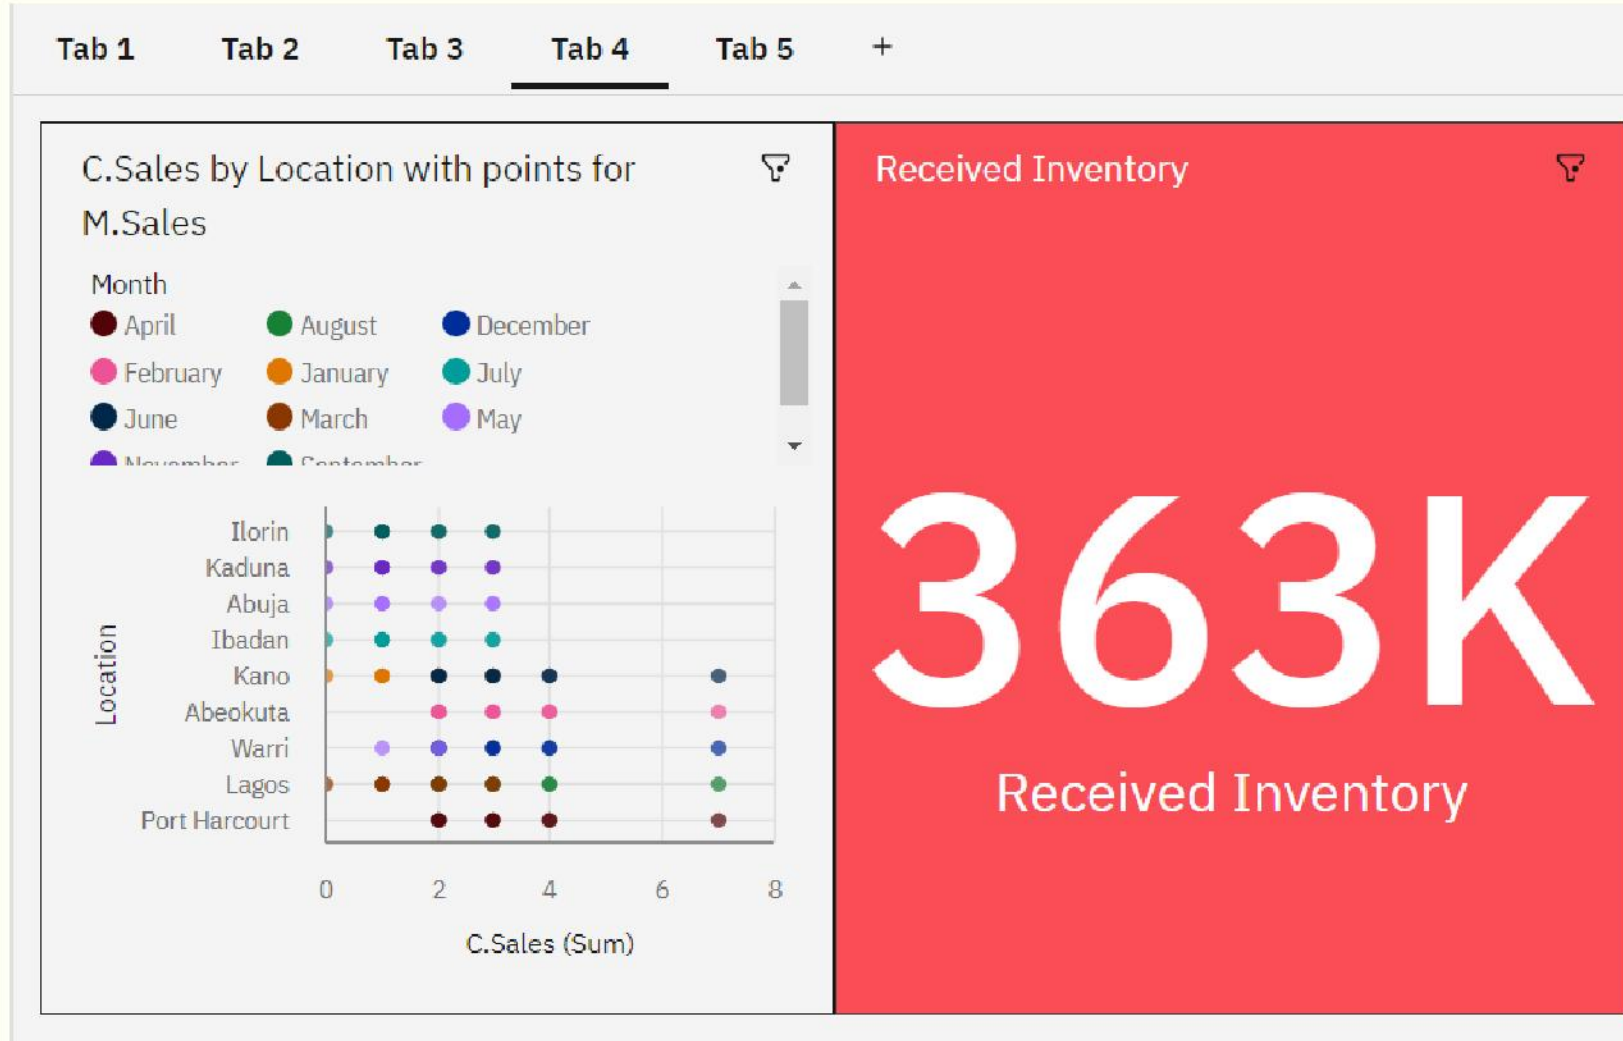 Tab 1 Tab 2 Tab 3 Tab 4 Tab 5 +
C.Sales by Location with points for
M.Sales
Month
April August December
February January July
June March May
November September
Ilorin
Kaduna
Abuja
Ibadan
Kano
Abeokuta
Warri
Lagos
Port Harcourt
Location
0 2 4 6 8
C.Sales (Sum)
Received Inventory
363K
Received Inventory